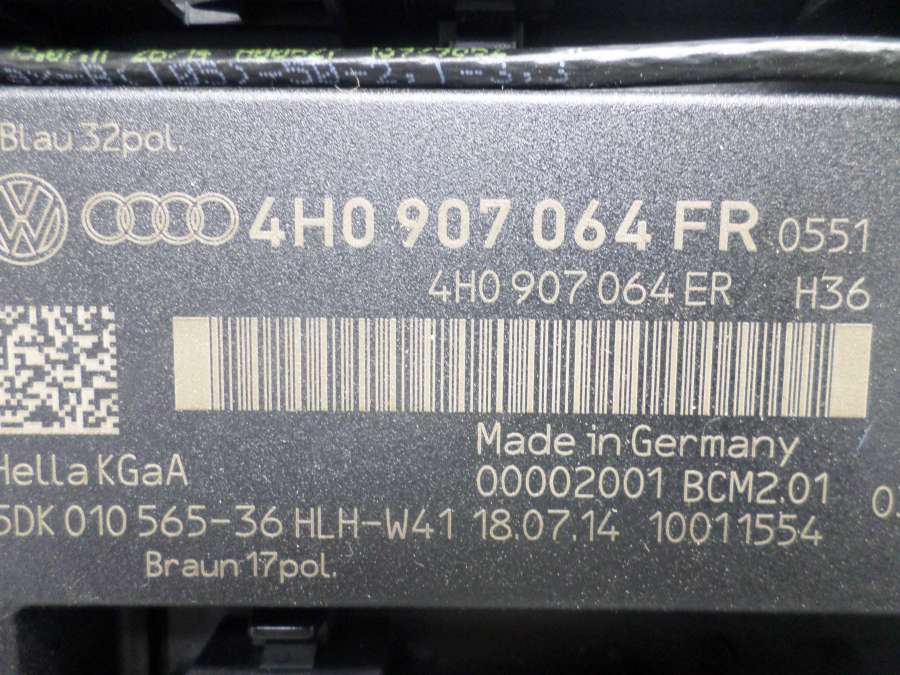 Blau 32pol.
4H0 907 064 FR 0551
4H0 907 064 ER H36
Made in Germany
Hella KGaA
00002001 BCM2.01
5DK 010 565-36 HLH-W41 18.07.14 10011554
Braun 17pol.